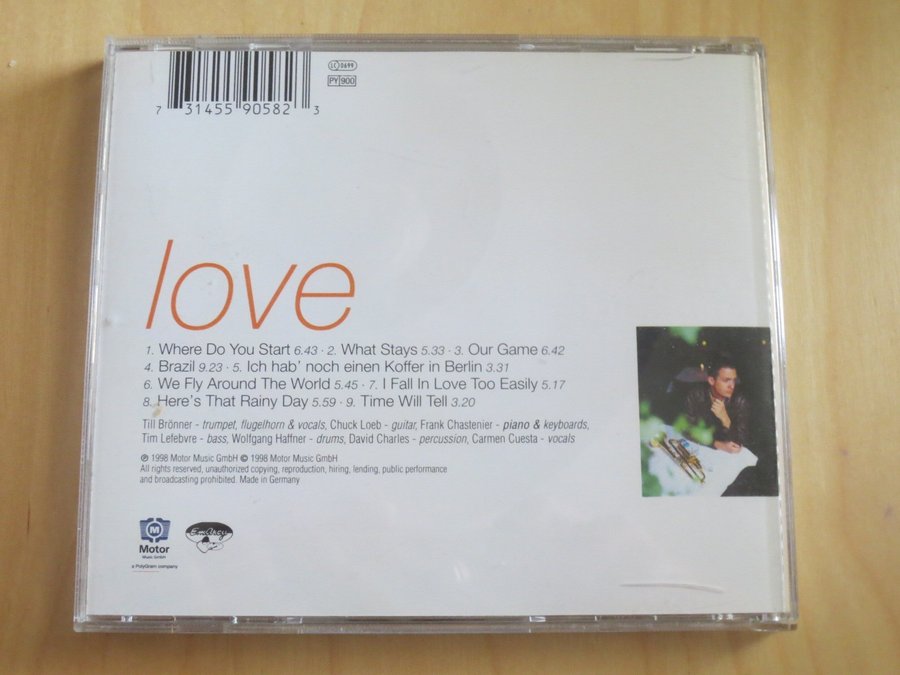 LC 0699
PY 900
7 31455 90582 3
love
1. Where Do You Start 6.43 · 2. What Stays 5.33 · 3. Our Game 6.42
4. Brazil 9.23 · 5. Ich hab' noch einen Koffer in Berlin 3.31
6. We Fly Around The World 5.45 · 7. I Fall In Love Too Easily 5.17
8. Here's That Rainy Day 5.59 · 9. Time Will Tell 3.20
Till Brönner - trumpet, flugelhorn & vocals, Chuck Loeb - guitar, Frank Chastenier - piano & keyboards,
Tim Lefebvre - bass, Wolfgang Haffner - drums, David Charles - percussion, Carmen Cuesta - vocals
℗ 1998 Motor Music GmbH © 1998 Motor Music GmbH
All rights reserved, unauthorized copying, reproduction, hiring, lending, public performance
and broadcasting prohibited. Made in Germany
M
EmArcy
Motor
Music GmbH
a PolyGram company